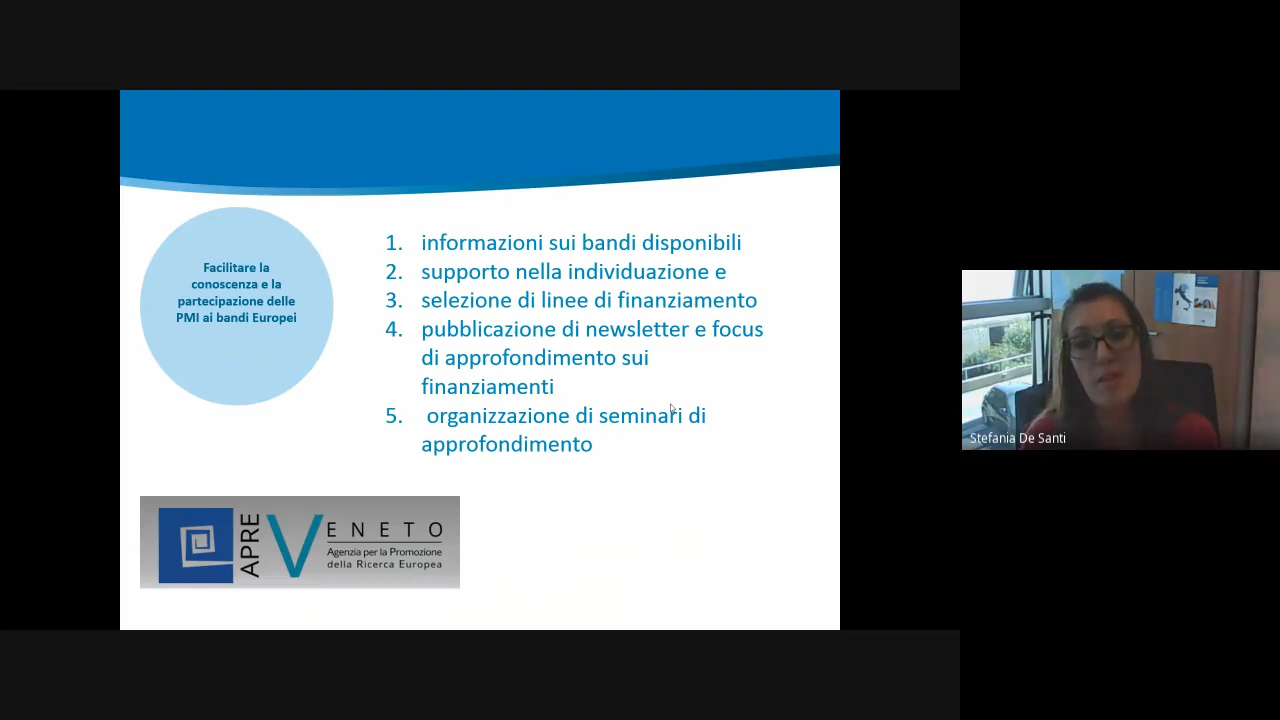 Facilitare la
conoscenza e la
partecipazione delle
PMI ai bandi Europei
1. informazioni sui bandi disponibili
2. supporto nella individuazione e
3. selezione di linee di finanziamento
4. pubblicazione di newsletter e focus
di approfondimento sui
finanziamenti
5. organizzazione di seminari di
approfondimento
APRE
VENETO
Agenzia per la Promozione
della Ricerca Europea
Stefania De Santi